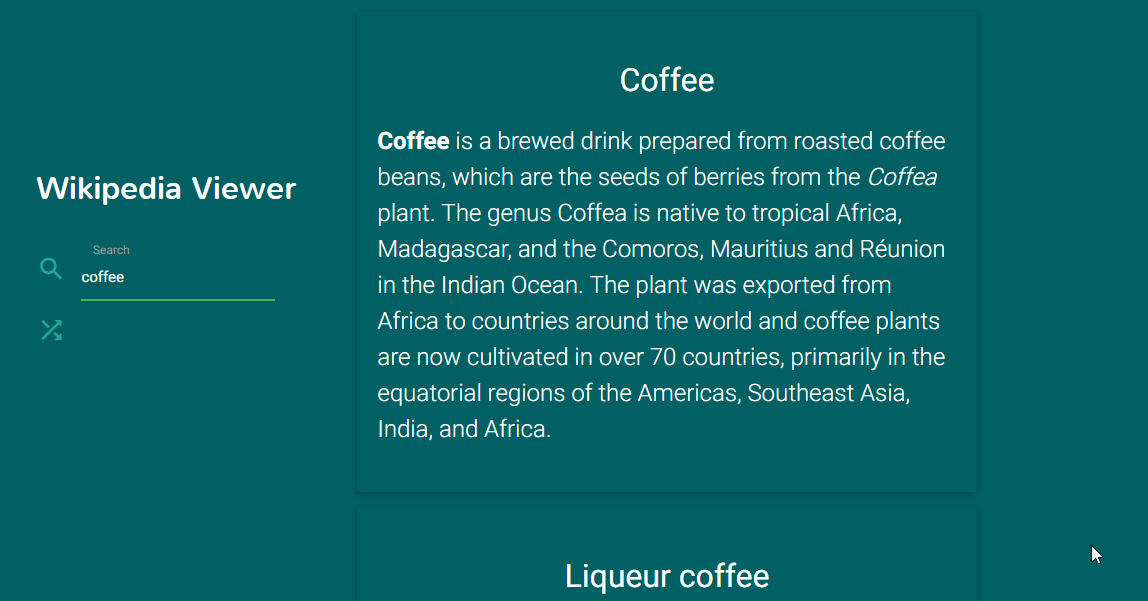 Wikipedia Viewer
Search
coffee
Coffee
Coffee is a brewed drink prepared from roasted coffee
beans, which are the seeds of berries from the Coffea
plant. The genus Coffea is native to tropical Africa,
Madagascar, and the Comoros, Mauritius and Réunion
in the Indian Ocean. The plant was exported from
Africa to countries around the world and coffee plants
are now cultivated in over 70 countries, primarily in the
equatorial regions of the Americas, Southeast Asia,
India, and Africa.
Liqueur coffee